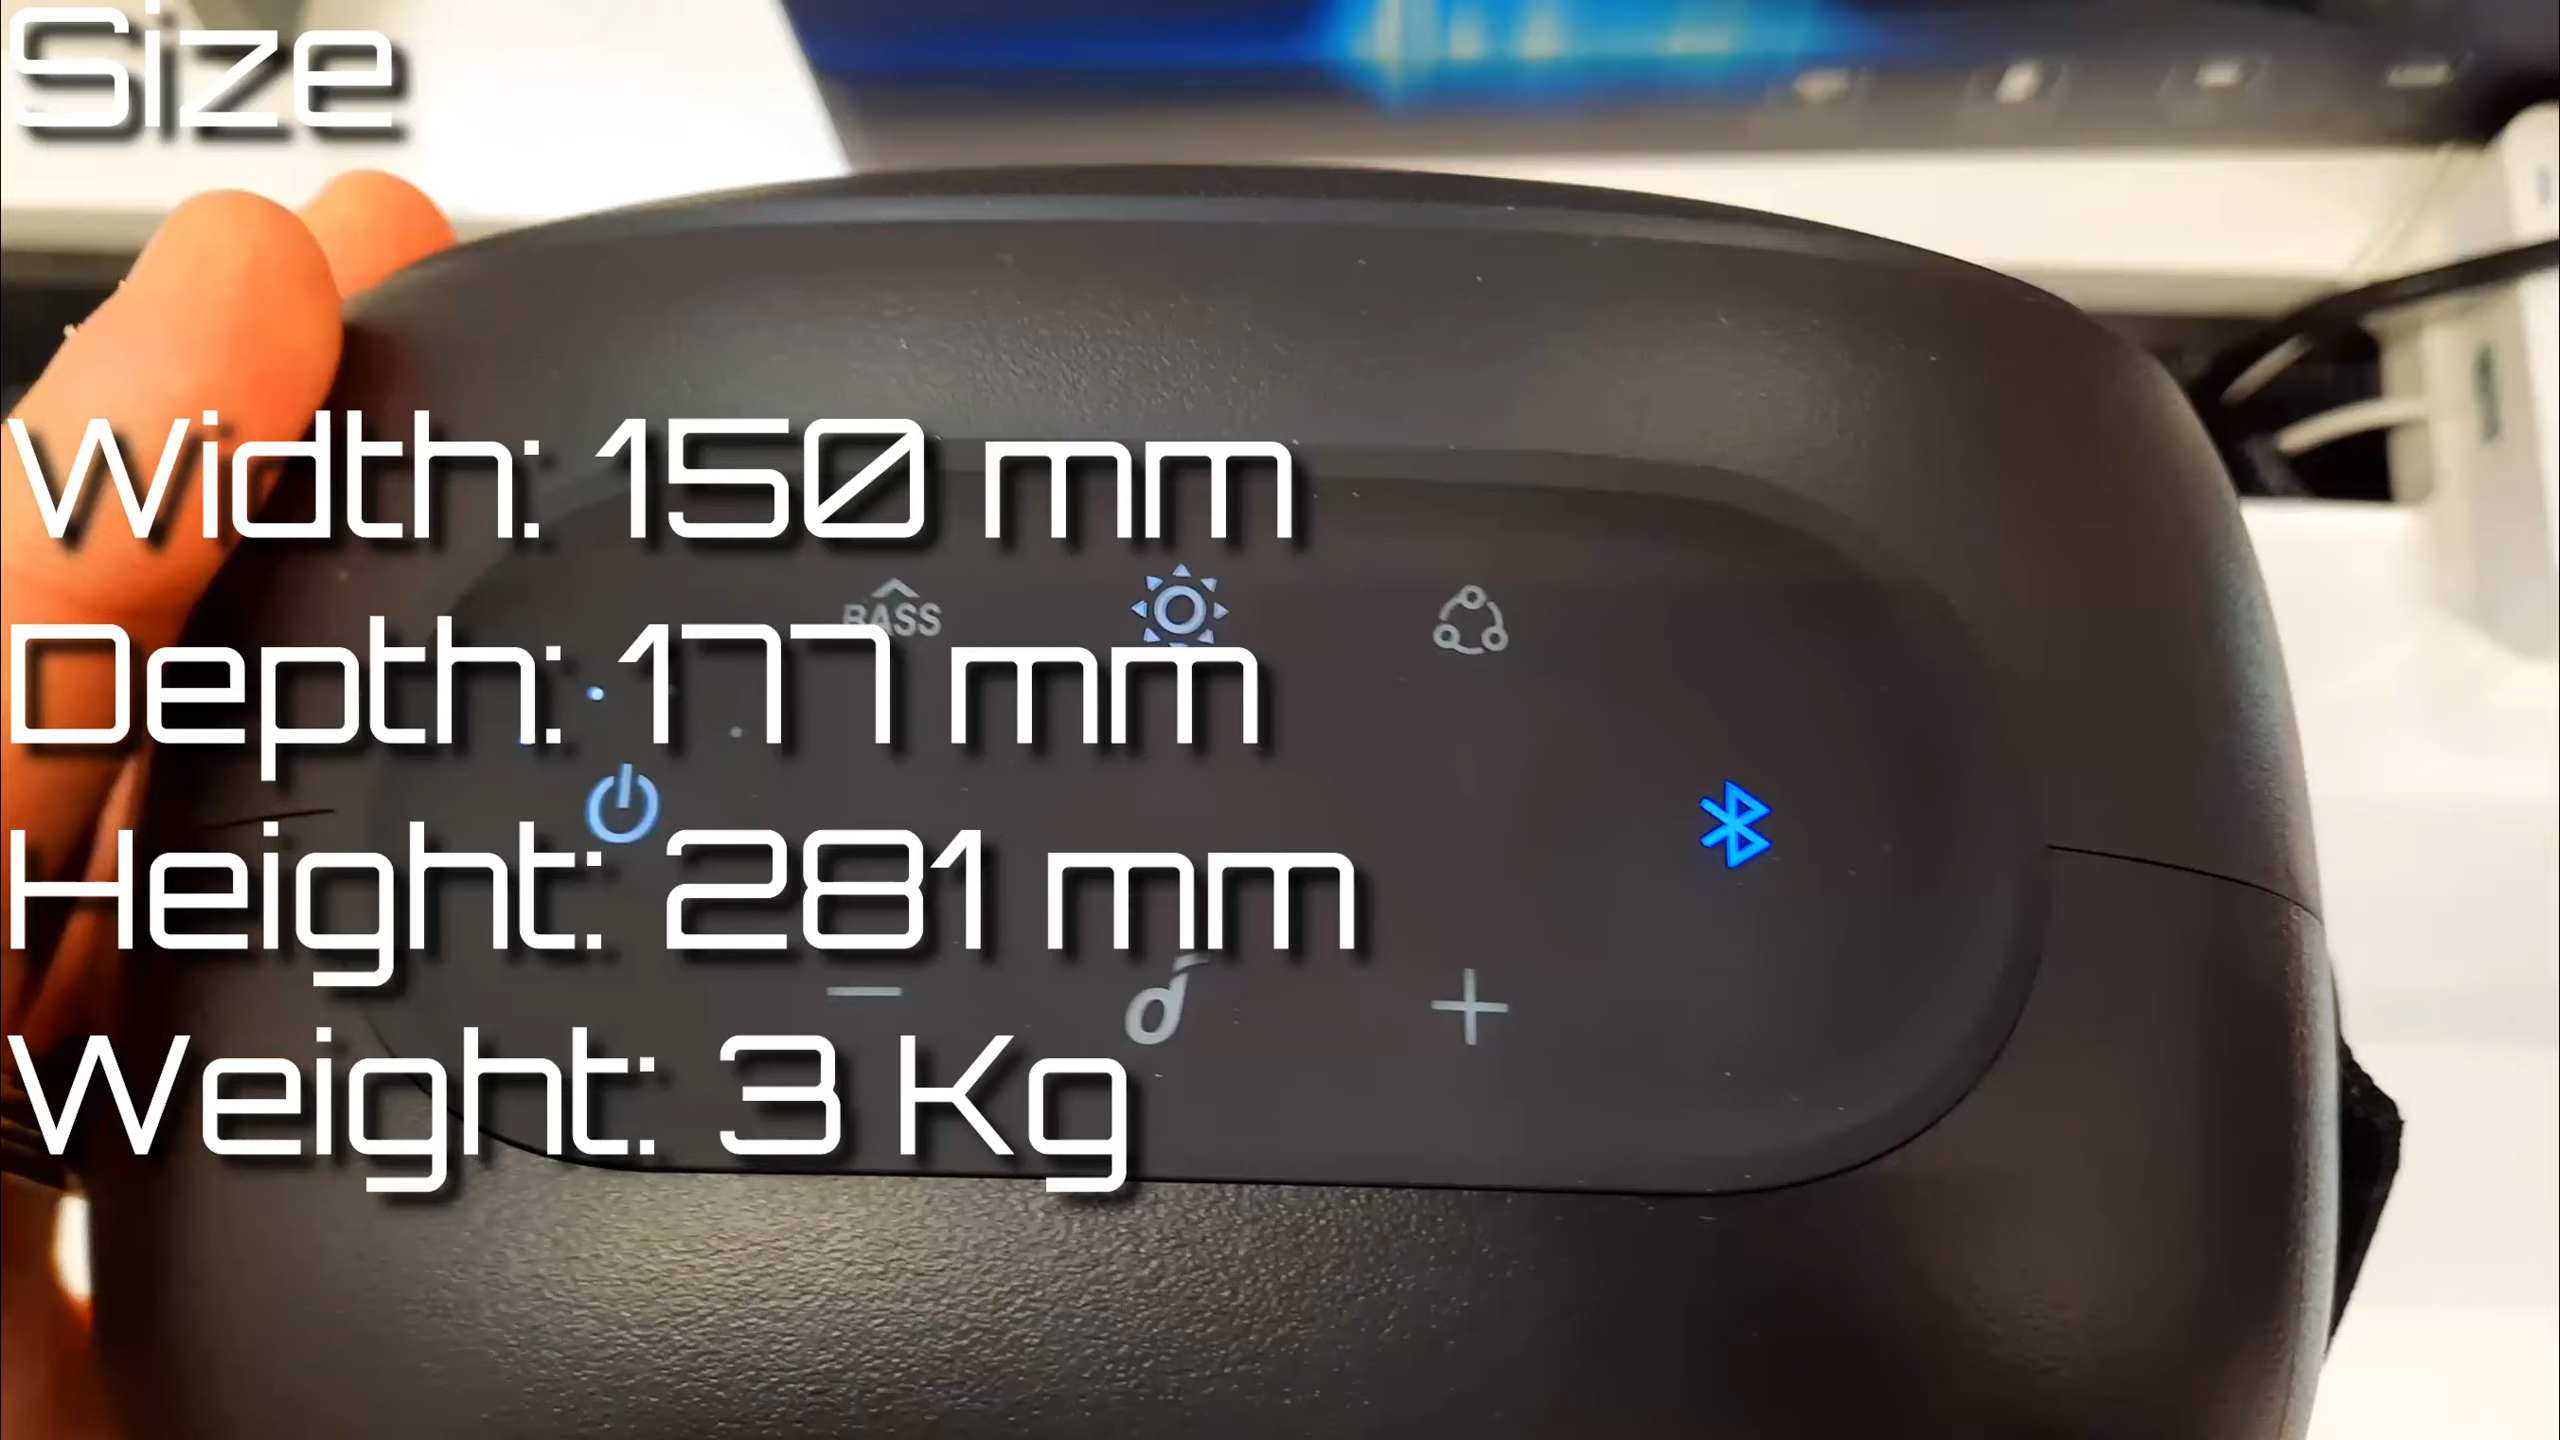 Size
Width: 150 mm
BASS
Depth: 177 mm
Height: 281 mm
Weight: 3 Kg